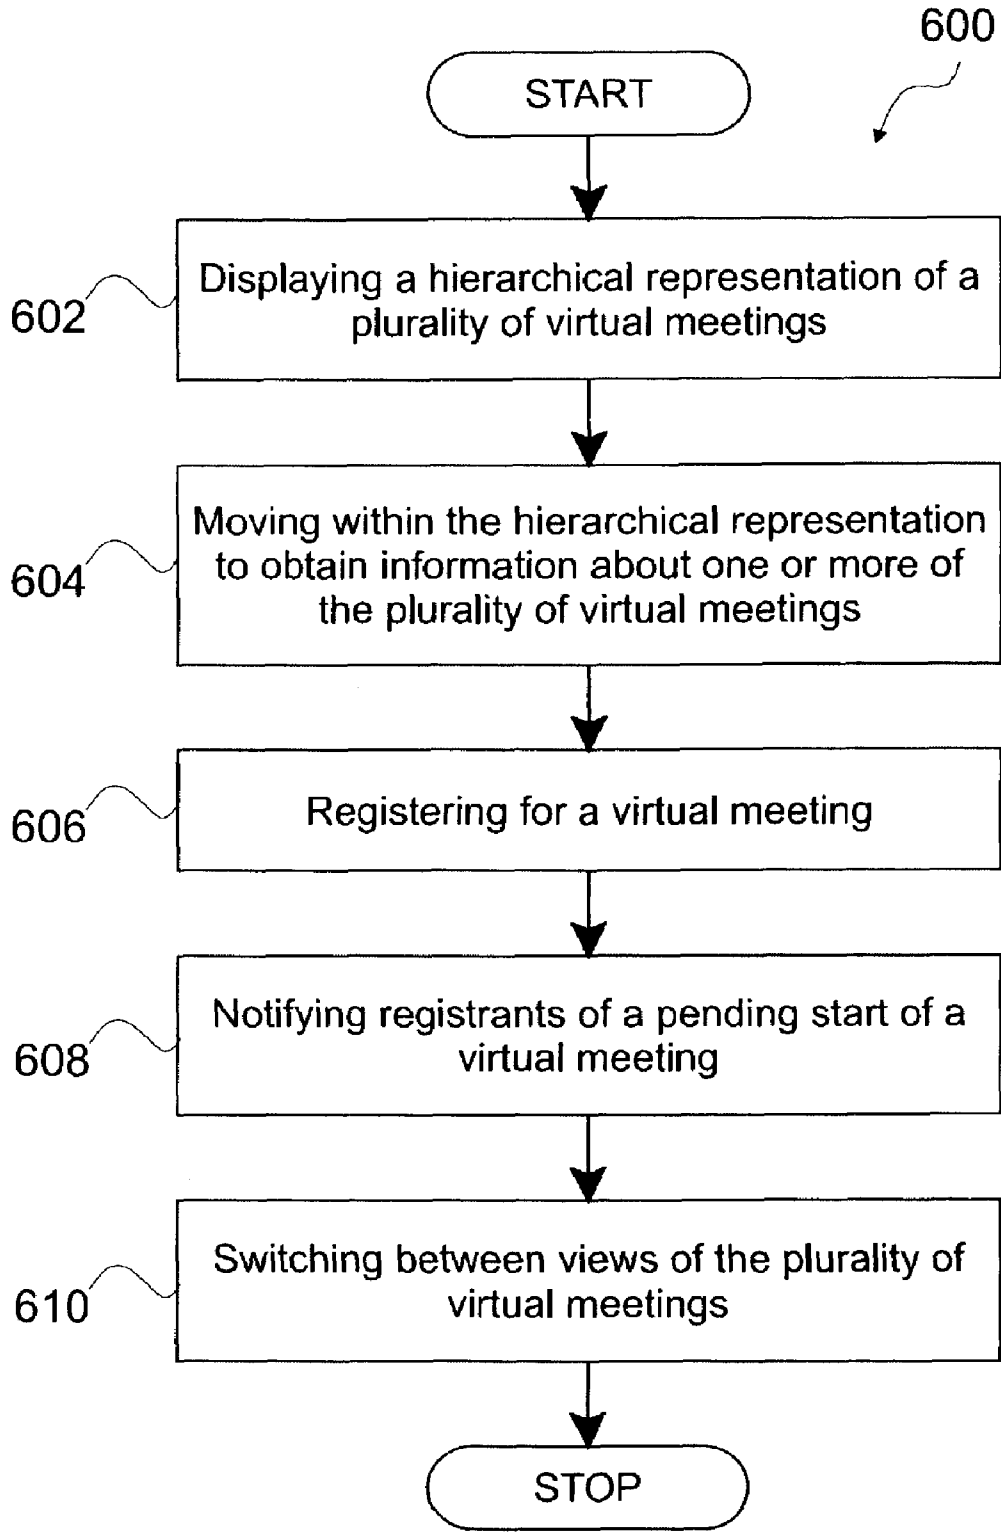 600
START
602
Displaying a hierarchical representation of a
plurality of virtual meetings
604
Moving within the hierarchical representation
to obtain information about one or more of
the plurality of virtual meetings
606
Registering for a virtual meeting
608
Notifying registrants of a pending start of a
virtual meeting
610
Switching between views of the plurality of
virtual meetings
STOP